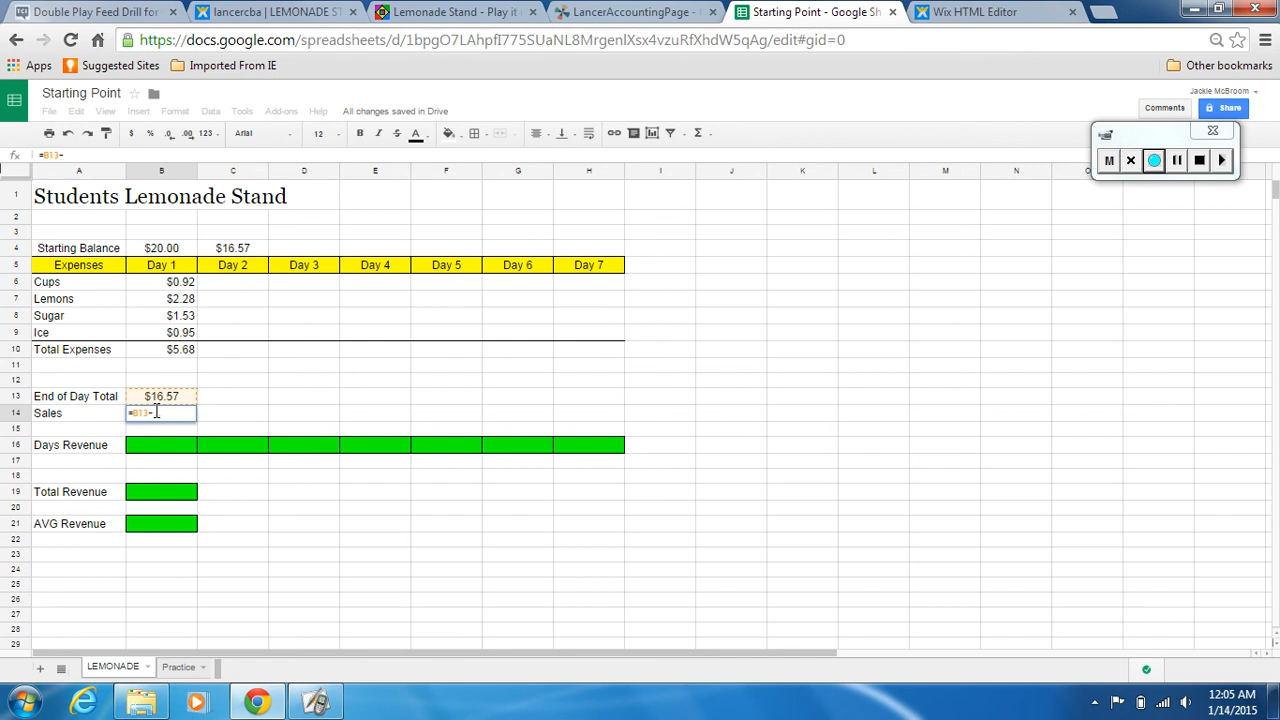 Double Play Feed Drill for
lancercba | LEMONADE S
Lemonade Stand - Play it o
LancerAccountingPage -
Starting Point - Google Sh
Wix HTML Editor
https://docs.google.com/spreadsheets/d/1bpgO7LAhpfI775SUaNL8MrgenlXsx4vzuRfXhdW5qAg/edit#gid=0
Apps
Suggested Sites
Imported From IE
Other bookmarks
Starting Point
Jackie McBroom
File Edit View Insert Format Data Tools Add-ons Help All changes saved in Drive
Comments
Share
$ % .0 .00 123 Arial 12
M
fx =B13-
A B C D E F G H I J K L M N
1 Students Lemonade Stand
2
3
4 Starting Balance $20.00 $16.57
5 Expenses Day 1 Day 2 Day 3 Day 4 Day 5 Day 6 Day 7
6 Cups $0.92
7 Lemons $2.28
8 Sugar $1.53
9 Ice $0.95
10 Total Expenses $5.68
11
12
13 End of Day Total $16.57
14 Sales =B13-
15
16 Days Revenue
17
18
19 Total Revenue
20
21 AVG Revenue
22
23
24
25
26
27
28
29
LEMONADE
Practice
12:05 AM
1/14/2015